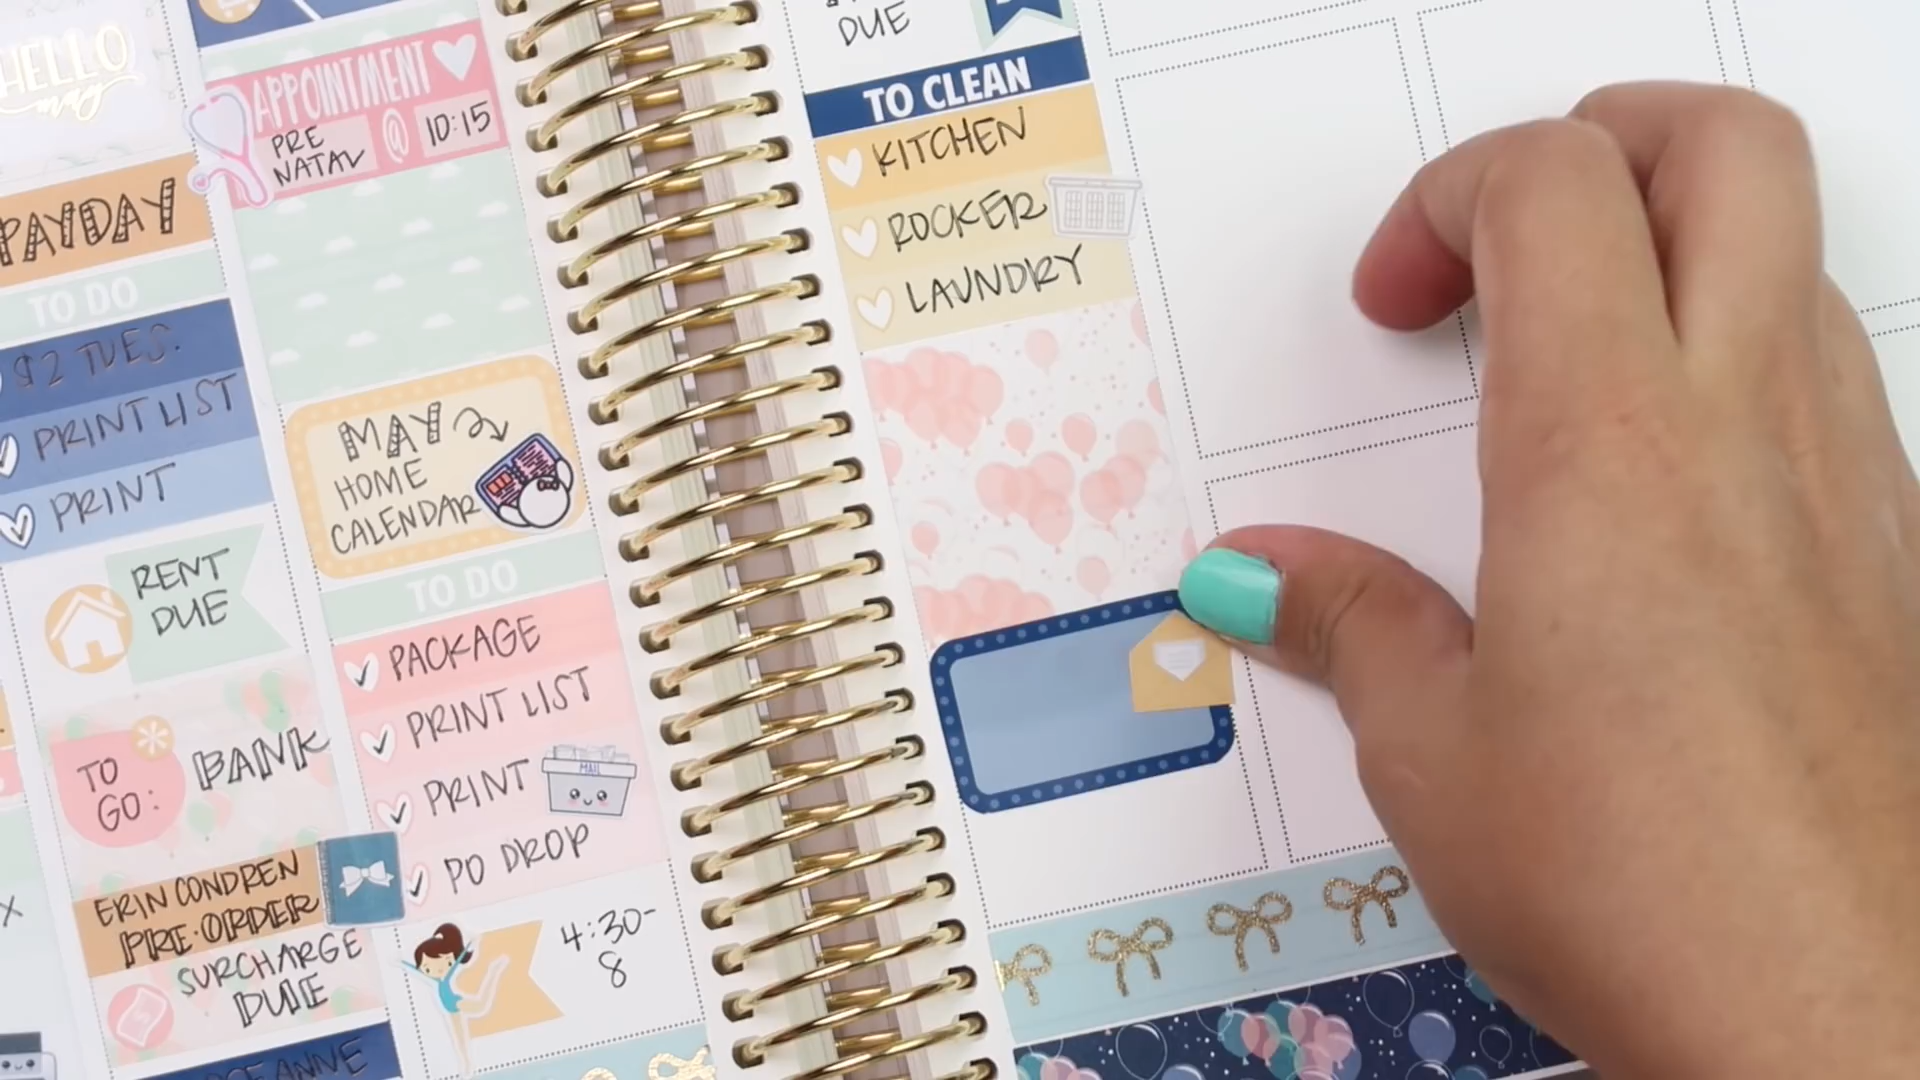 HELLO
may
PAYDAY
TO DO
$2 TUES.
PRINT LIST
PRINT
RENT
DUE
TO
GO:
BANK
ERIN CONDREN
PRE-ORDER
SURCHARGE
DUE
X
APPOINTMENT
PRE
NATAL
@ 10:15
MAY
HOME
CALENDAR
TO DO
PACKAGE
PRINT LIST
PRINT
MAIL
PO DROP
4:30-
8
DUE
TO CLEAN
KITCHEN
ROCKER
LAUNDRY